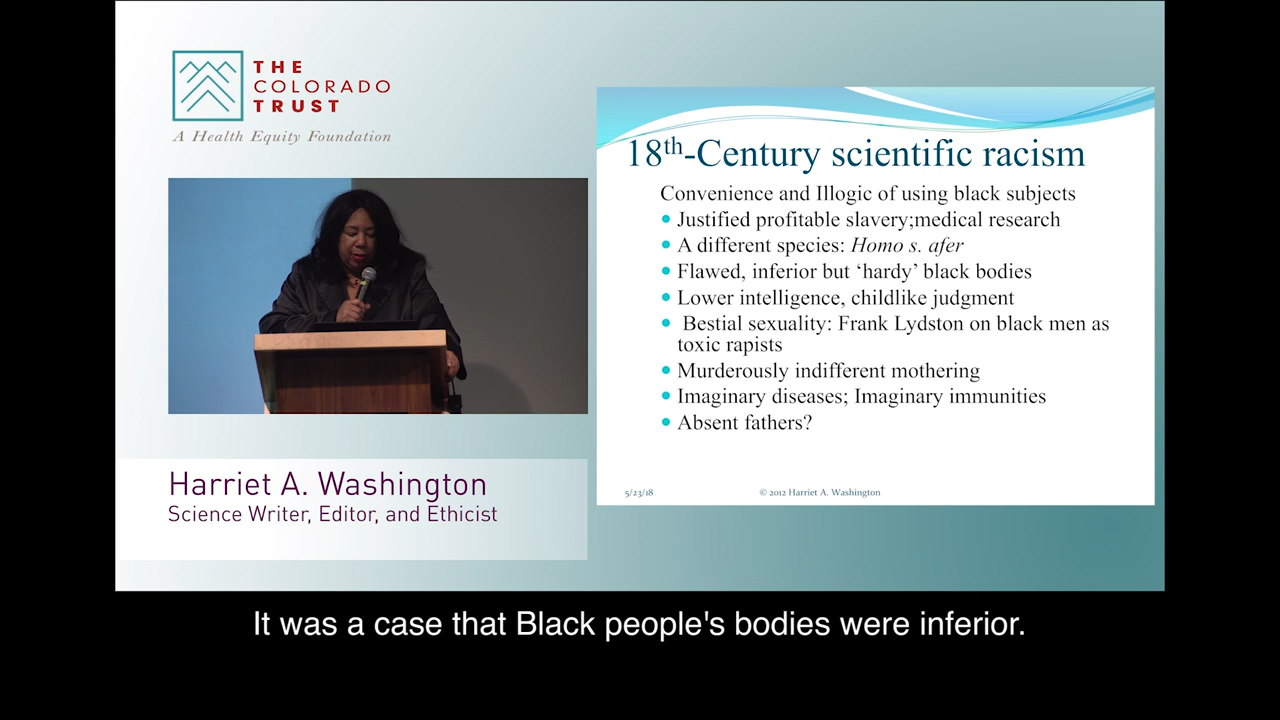 THE
COLORADO
TRUST
A Health Equity Foundation
18th-Century scientific racism
Convenience and Illogic of using black subjects
• Justified profitable slavery;medical research
• A different species: Homo s. afer
• Flawed, inferior but ‘hardy’ black bodies
• Lower intelligence, childlike judgment
• Bestial sexuality: Frank Lydston on black men as
toxic rapists
• Murderously indifferent mothering
• Imaginary diseases; Imaginary immunities
• Absent fathers?
5/23/18
© 2012 Harriet A. Washington
Harriet A. Washington
Science Writer, Editor, and Ethicist
It was a case that Black people's bodies were inferior.